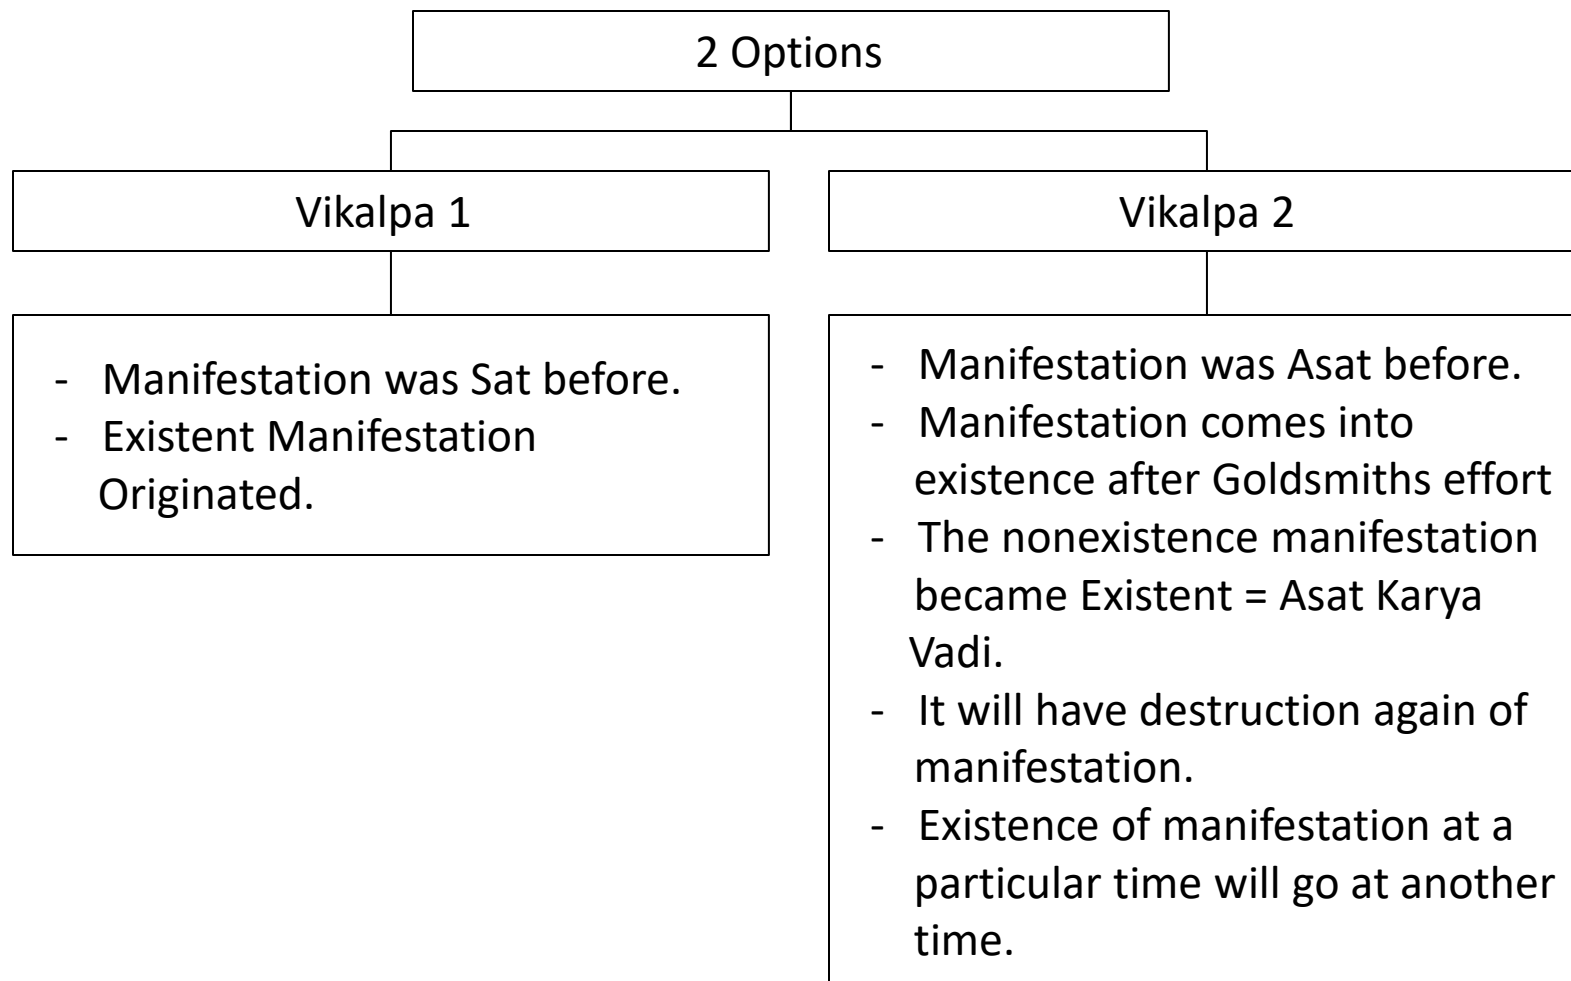 2 Options
Vikalpa 1
- Manifestation was Sat before.
- Existent Manifestation
Originated.
Vikalpa 2
- Manifestation was Asat before.
- Manifestation comes into
existence after Goldsmiths effort
- The nonexistence manifestation
became Existent = Asat Karya
Vadi.
- It will have destruction again of
manifestation.
- Existence of manifestation at a
particular time will go at another
time.